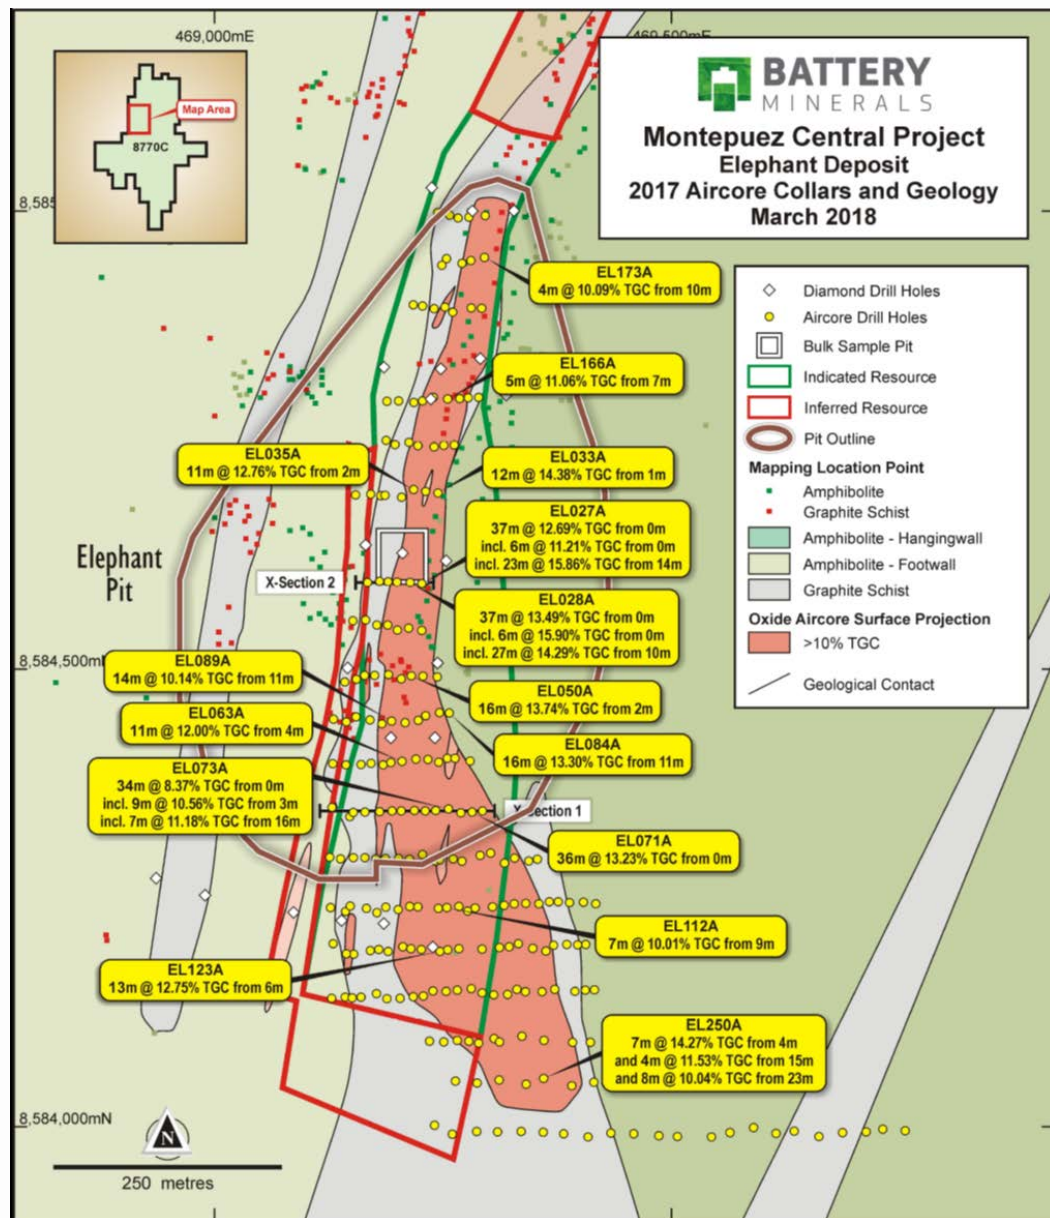 469,000mE
469,500mE
Map Area
8770C
BATTERY
MINERALS
Montepuez Central Project
Elephant Deposit
2017 Aircore Collars and Geology
March 2018
8,585
EL173A
4m @ 10.09% TGC from 10m
Diamond Drill Holes
Aircore Drill Holes
Bulk Sample Pit
Indicated Resource
Inferred Resource
Pit Outline
Mapping Location Point
Amphibolite
Graphite Schist
Amphibolite - Hangingwall
Amphibolite - Footwall
Graphite Schist
Oxide Aircore Surface Projection
>10% TGC
Geological Contact
EL166A
5m @ 11.06% TGC from 7m
EL035A
11m @ 12.76% TGC from 2m
EL033A
12m @ 14.38% TGC from 1m
EL027A
37m @ 12.69% TGC from 0m
incl. 6m @ 11.21% TGC from 0m
incl. 23m @ 15.86% TGC from 14m
Elephant
Pit
X-Section 2
EL028A
37m @ 13.49% TGC from 0m
incl. 6m @ 15.90% TGC from 0m
incl. 27m @ 14.29% TGC from 10m
8,584,500m
EL089A
14m @ 10.14% TGC from 11m
EL050A
16m @ 13.74% TGC from 2m
EL063A
11m @ 12.00% TGC from 4m
EL084A
16m @ 13.30% TGC from 11m
EL073A
34m @ 8.37% TGC from 0m
incl. 9m @ 10.56% TGC from 3m
incl. 7m @ 11.18% TGC from 16m
X-Section 1
EL071A
36m @ 13.23% TGC from 0m
EL112A
7m @ 10.01% TGC from 9m
EL123A
13m @ 12.75% TGC from 6m
EL250A
7m @ 14.27% TGC from 4m
and 4m @ 11.53% TGC from 15m
and 8m @ 10.04% TGC from 23m
8,584,000mN
N
250 metres